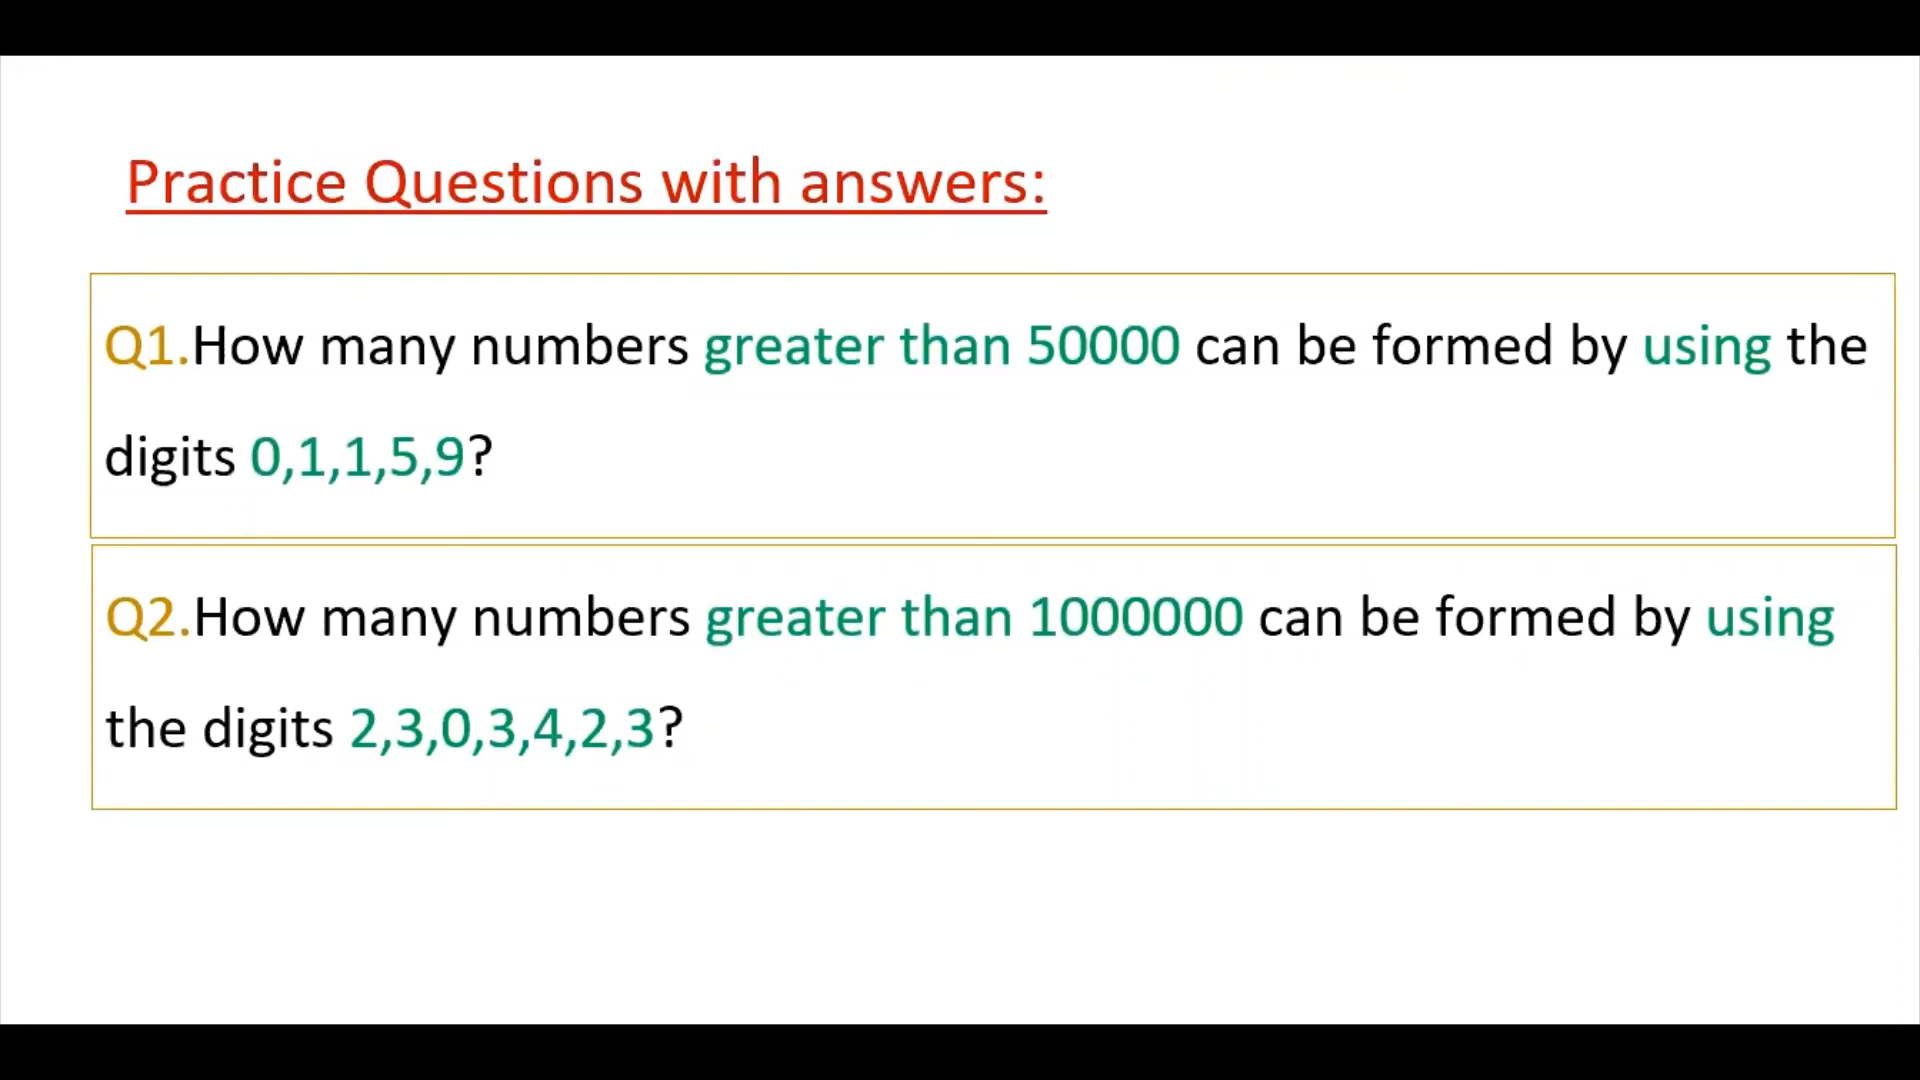 Practice Questions with answers:
Q1.How many numbers greater than 50000 can be formed by using the
digits 0,1,1,5,9?
Q2.How many numbers greater than 1000000 can be formed by using
the digits 2,3,0,3,4,2,3?